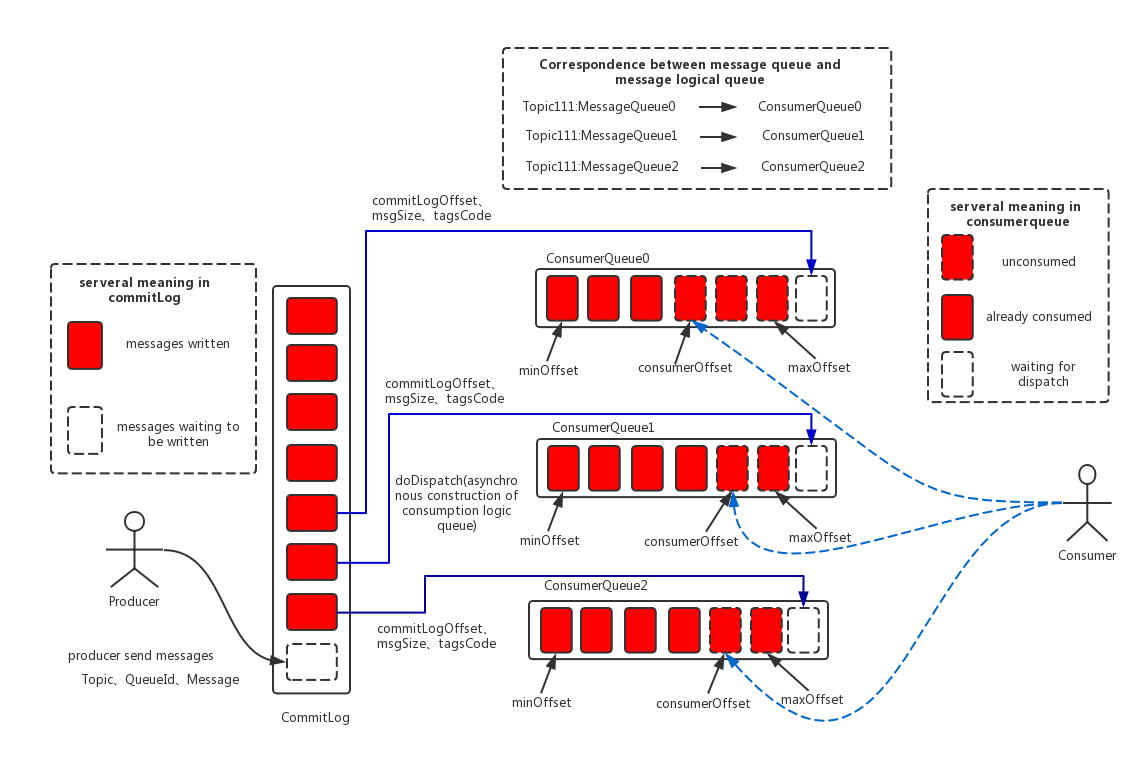 Correspondence between message queue and
message logical queue
Topic111:MessageQueue0
ConsumerQueue0
Topic111:MessageQueue1
ConsumerQueue1
Topic111:MessageQueue2
ConsumerQueue2
commitLogOffset、
msgSize、tagsCode
serveral meaning in
consumerqueue
unconsumed
already consumed
waiting for
dispatch
serveral meaning in
commitLog
messages written
messages waiting to
be written
ConsumerQueue0
minOffset
consumerOffset
maxOffset
commitLogOffset、
msgSize、tagsCode
ConsumerQueue1
doDispatch(asynchro
nous construction of
consumption logic
queue)
minOffset
consumerOffset
maxOffset
Consumer
ConsumerQueue2
Producer
commitLogOffset、
msgSize、tagsCode
producer send messages
Topic、QueueId、Message
minOffset
consumerOffset
maxOffset
CommitLog